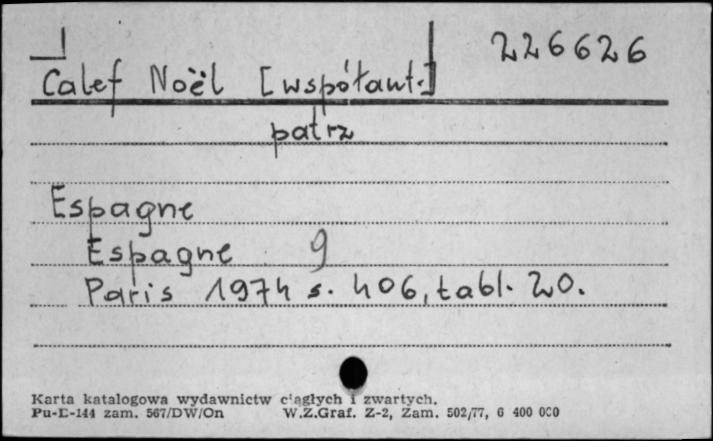 226626
Calef Noël [współaut.]
patrz
Espagne
Espagne 9
Paris 1974 s. 406, tabl. 20.
Karta katalogowa wydawnictw ciągłych i zwartych.
Pu-E-144 zam. 567/DW/On W.Z.Graf. Z-2, Zam. 502/77, 6 400 000